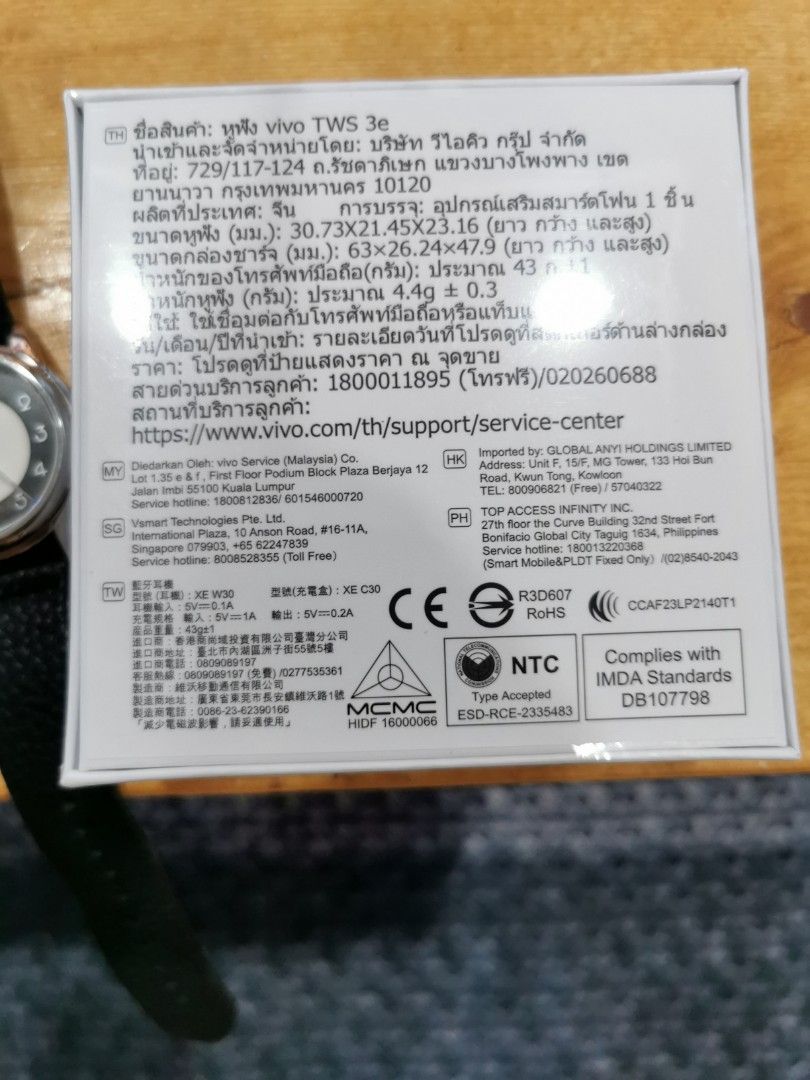 TH ชื่อสินค้า: หูฟัง vivo TWS 3e
นำเข้าและจัดจำหน่ายโดย: บริษัท วีไอคิว กรุ๊ป จำกัด
ที่อยู่: 729/117-124 ถ.รัชดาภิเษก แขวงบางโพงพาง เขต
ยานนาวา กรุงเทพมหานคร 10120
ผลิตที่ประเทศ: จีน การบรรจุ: อุปกรณ์เสริมสมาร์ตโฟน 1 ชิ้น
ขนาดหูฟัง (มม.): 30.73X21.45X23.16 (ยาว กว้าง และสูง)
ขนาดกล่องชาร์จ (มม.): 63×26.24×47.9 (ยาว กว้าง และสูง)
น้ำหนักของโทรศัพท์มือถือ(กรัม): ประมาณ 43
น้ำหนักหูฟัง (กรัม): ประมาณ 4.4g ± 0.3
ใช้เชื่อมต่อกับโทรศัพท์มือถือหรือแท็บ
วัน/เดือน/ปีที่นำเข้า: รายละเอียดวันที่โปรดดูที่สติกเกอร์ด้านล่างกล่อง
ราคา: โปรดดูที่ป้ายแสดงราคา ณ จุดขาย
สายด่วนบริการลูกค้า: 1800011895 (โทรฟรี)/020260688
สถานที่บริการลูกค้า:
https://www.vivo.com/th/support/service-center
MY Diedarkan Oleh: vivo Service (Malaysia) Co.
Lot 1.35 e & f , First Floor Podium Block Plaza Berjaya 12
Jalan Imbi 55100 Kuala Lumpur
Service hotline: 1800812836/ 601546000720
HK Imported by: GLOBAL ANYI HOLDINGS LIMITED
Address: Unit F, 15/F, MG Tower, 133 Hoi Bun
Road, Kwun Tong, Kowloon
TEL: 800906821 (Free) / 57040322
SG Vsmart Technologies Pte. Ltd.
International Plaza, 10 Anson Road, #16-11A,
Singapore 079903, +65 62247839
Service hotline: 8008528355 (Toll Free)
PH TOP ACCESS INFINITY INC.
27th floor the Curve Building 32nd Street Fort
Bonifacio Global City Taguig 1634, Philippines
Service hotline: 180013220368
(Smart Mobile&PLDT Fixed Only) /(02)8540-2043
TW 藍牙耳機
型號 (耳機) : XE W30 型號(充電盒) : XE C30
耳機輸入 : 5V⎓0.1A
充電規格 輸入 : 5V⎓1A 輸出 : 5V⎓0.2A
產品重量 : 43g±1
進口商 : 香港商尚域投資有限公司臺灣分公司
進口商地址 : 臺北市內湖區洲子街55號5樓
進口商電話 : 0809089197
客服熱線 : 0809089197 (免費) /0277535361
製造商 : 維沃移動通信有限公司
製造商地址 : 廣東省東莞市長安鎮維沃路1號
製造商電話 : 0086-23-62390166
「減少電磁波影響，請妥適使用」
CE
R3D607
RoHS
CCAF23LP2140T1
MCMC
HIDF 16000066
NTC
Type Accepted
ESD-RCE-2335483
Complies with
IMDA Standards
DB107798
2
3
4
5